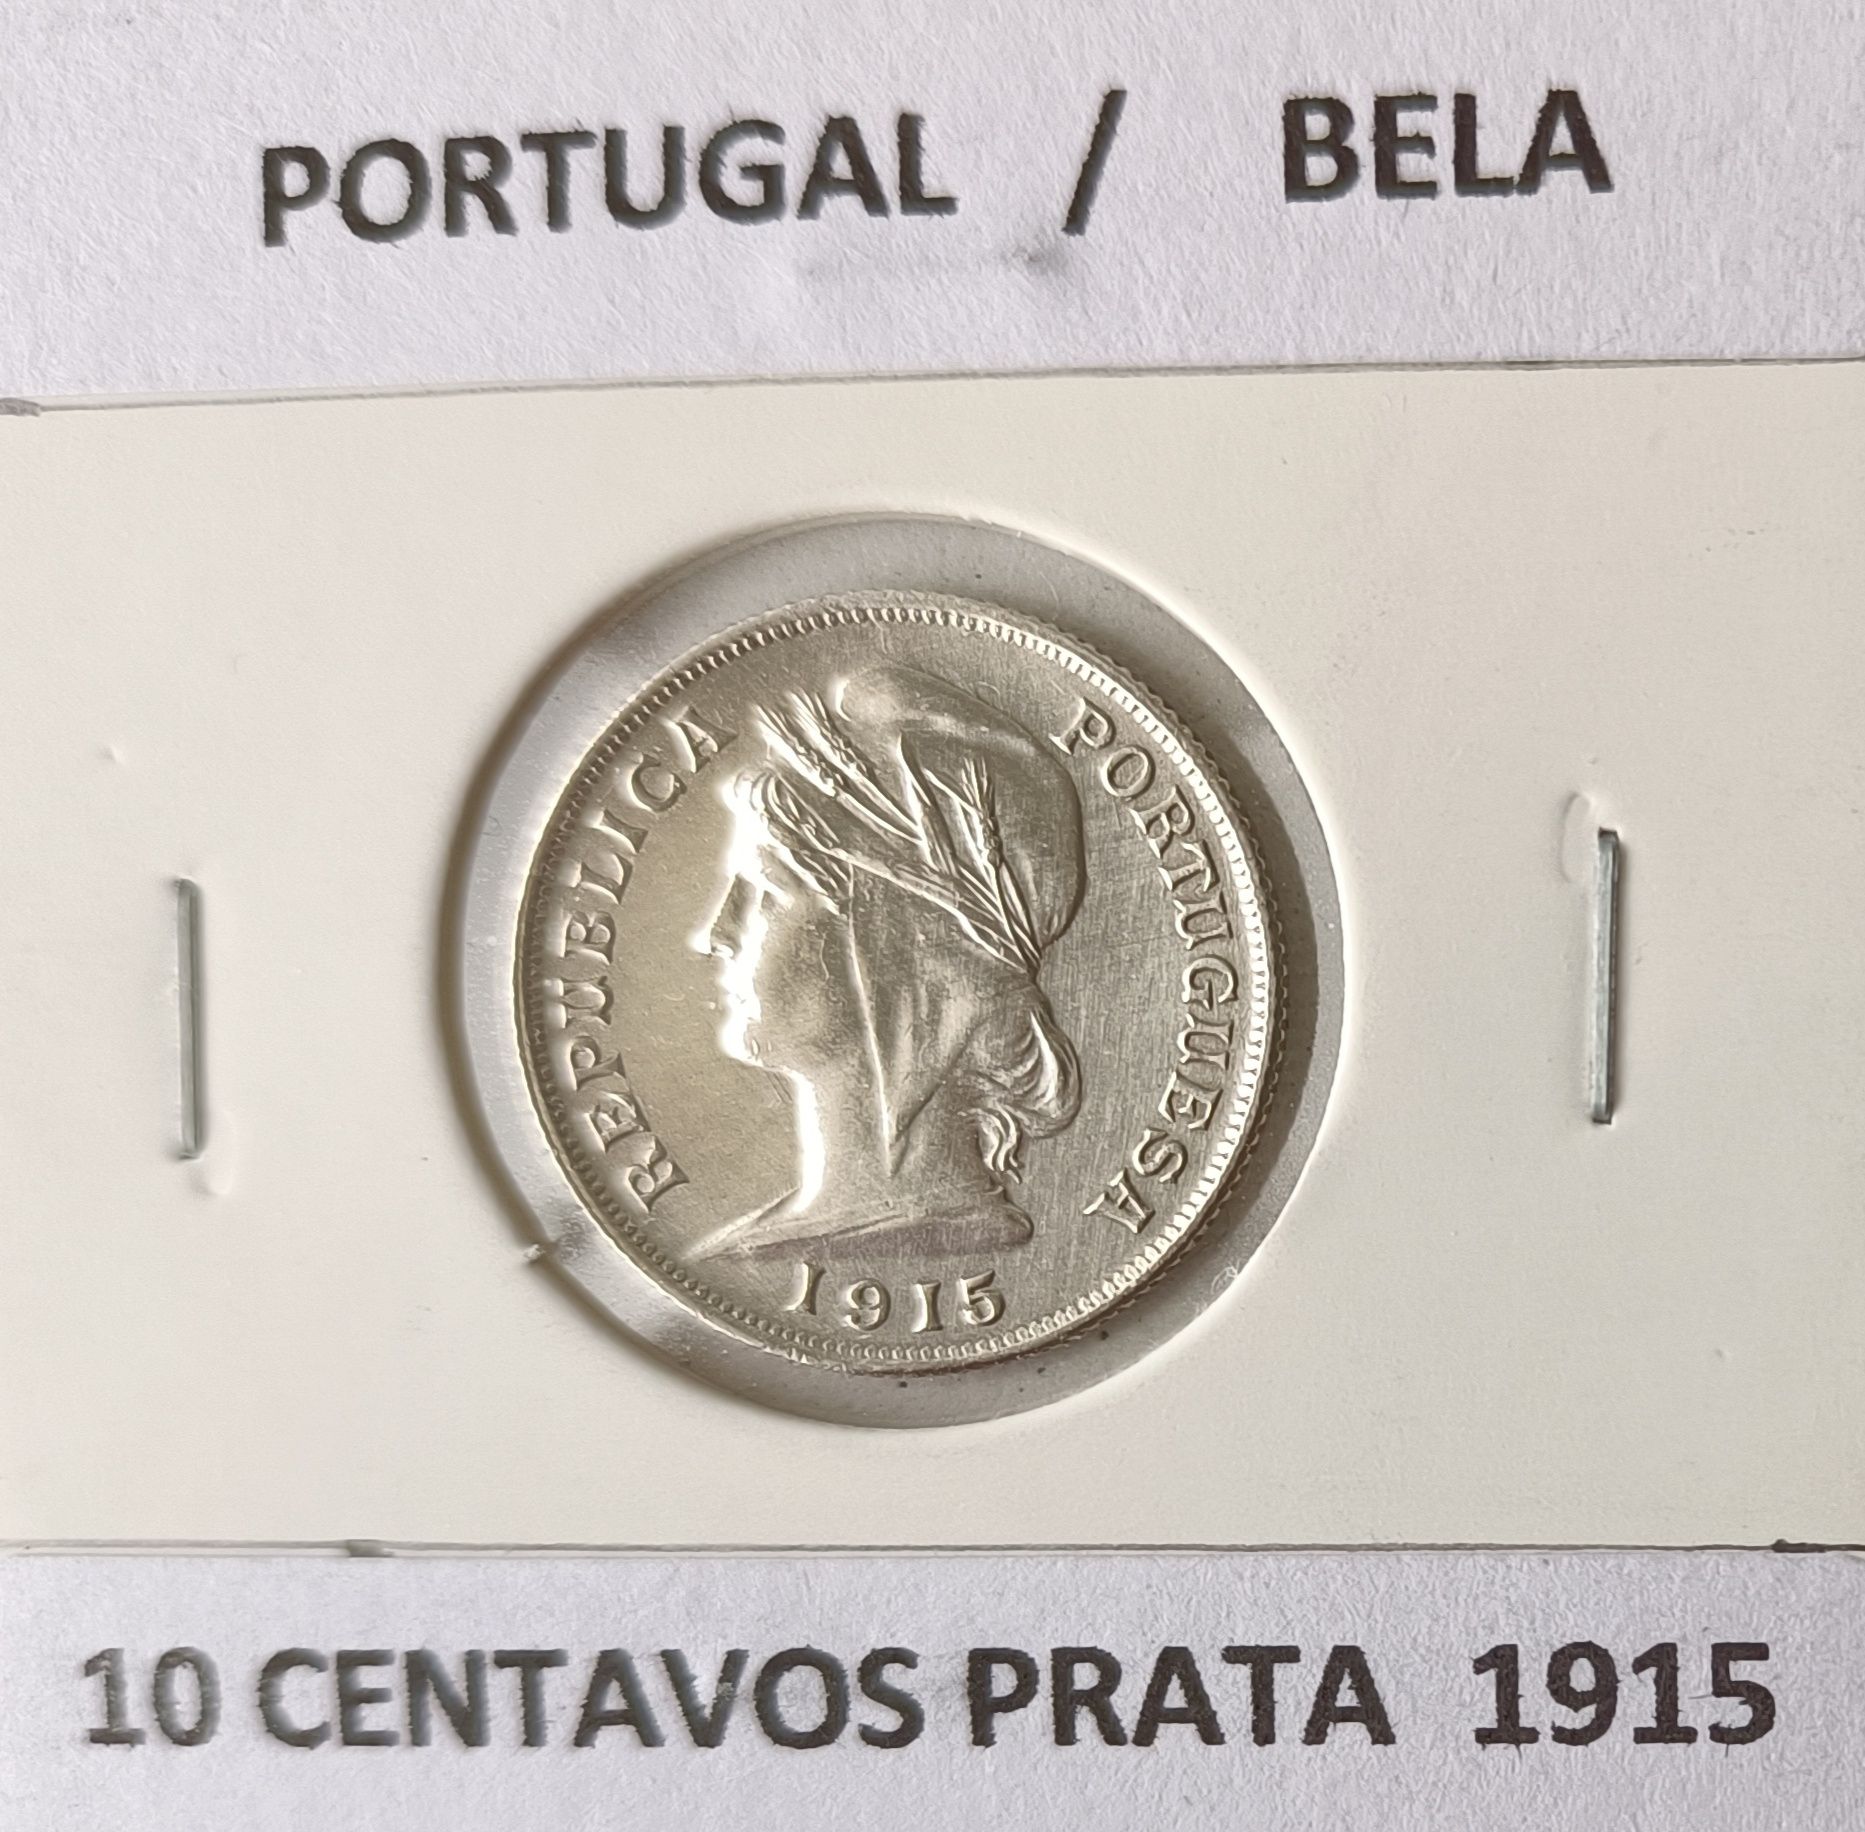 PORTUGAL / BELA
REPUBLICA PORTUGUESA
1915
10 CENTAVOS PRATA 1915